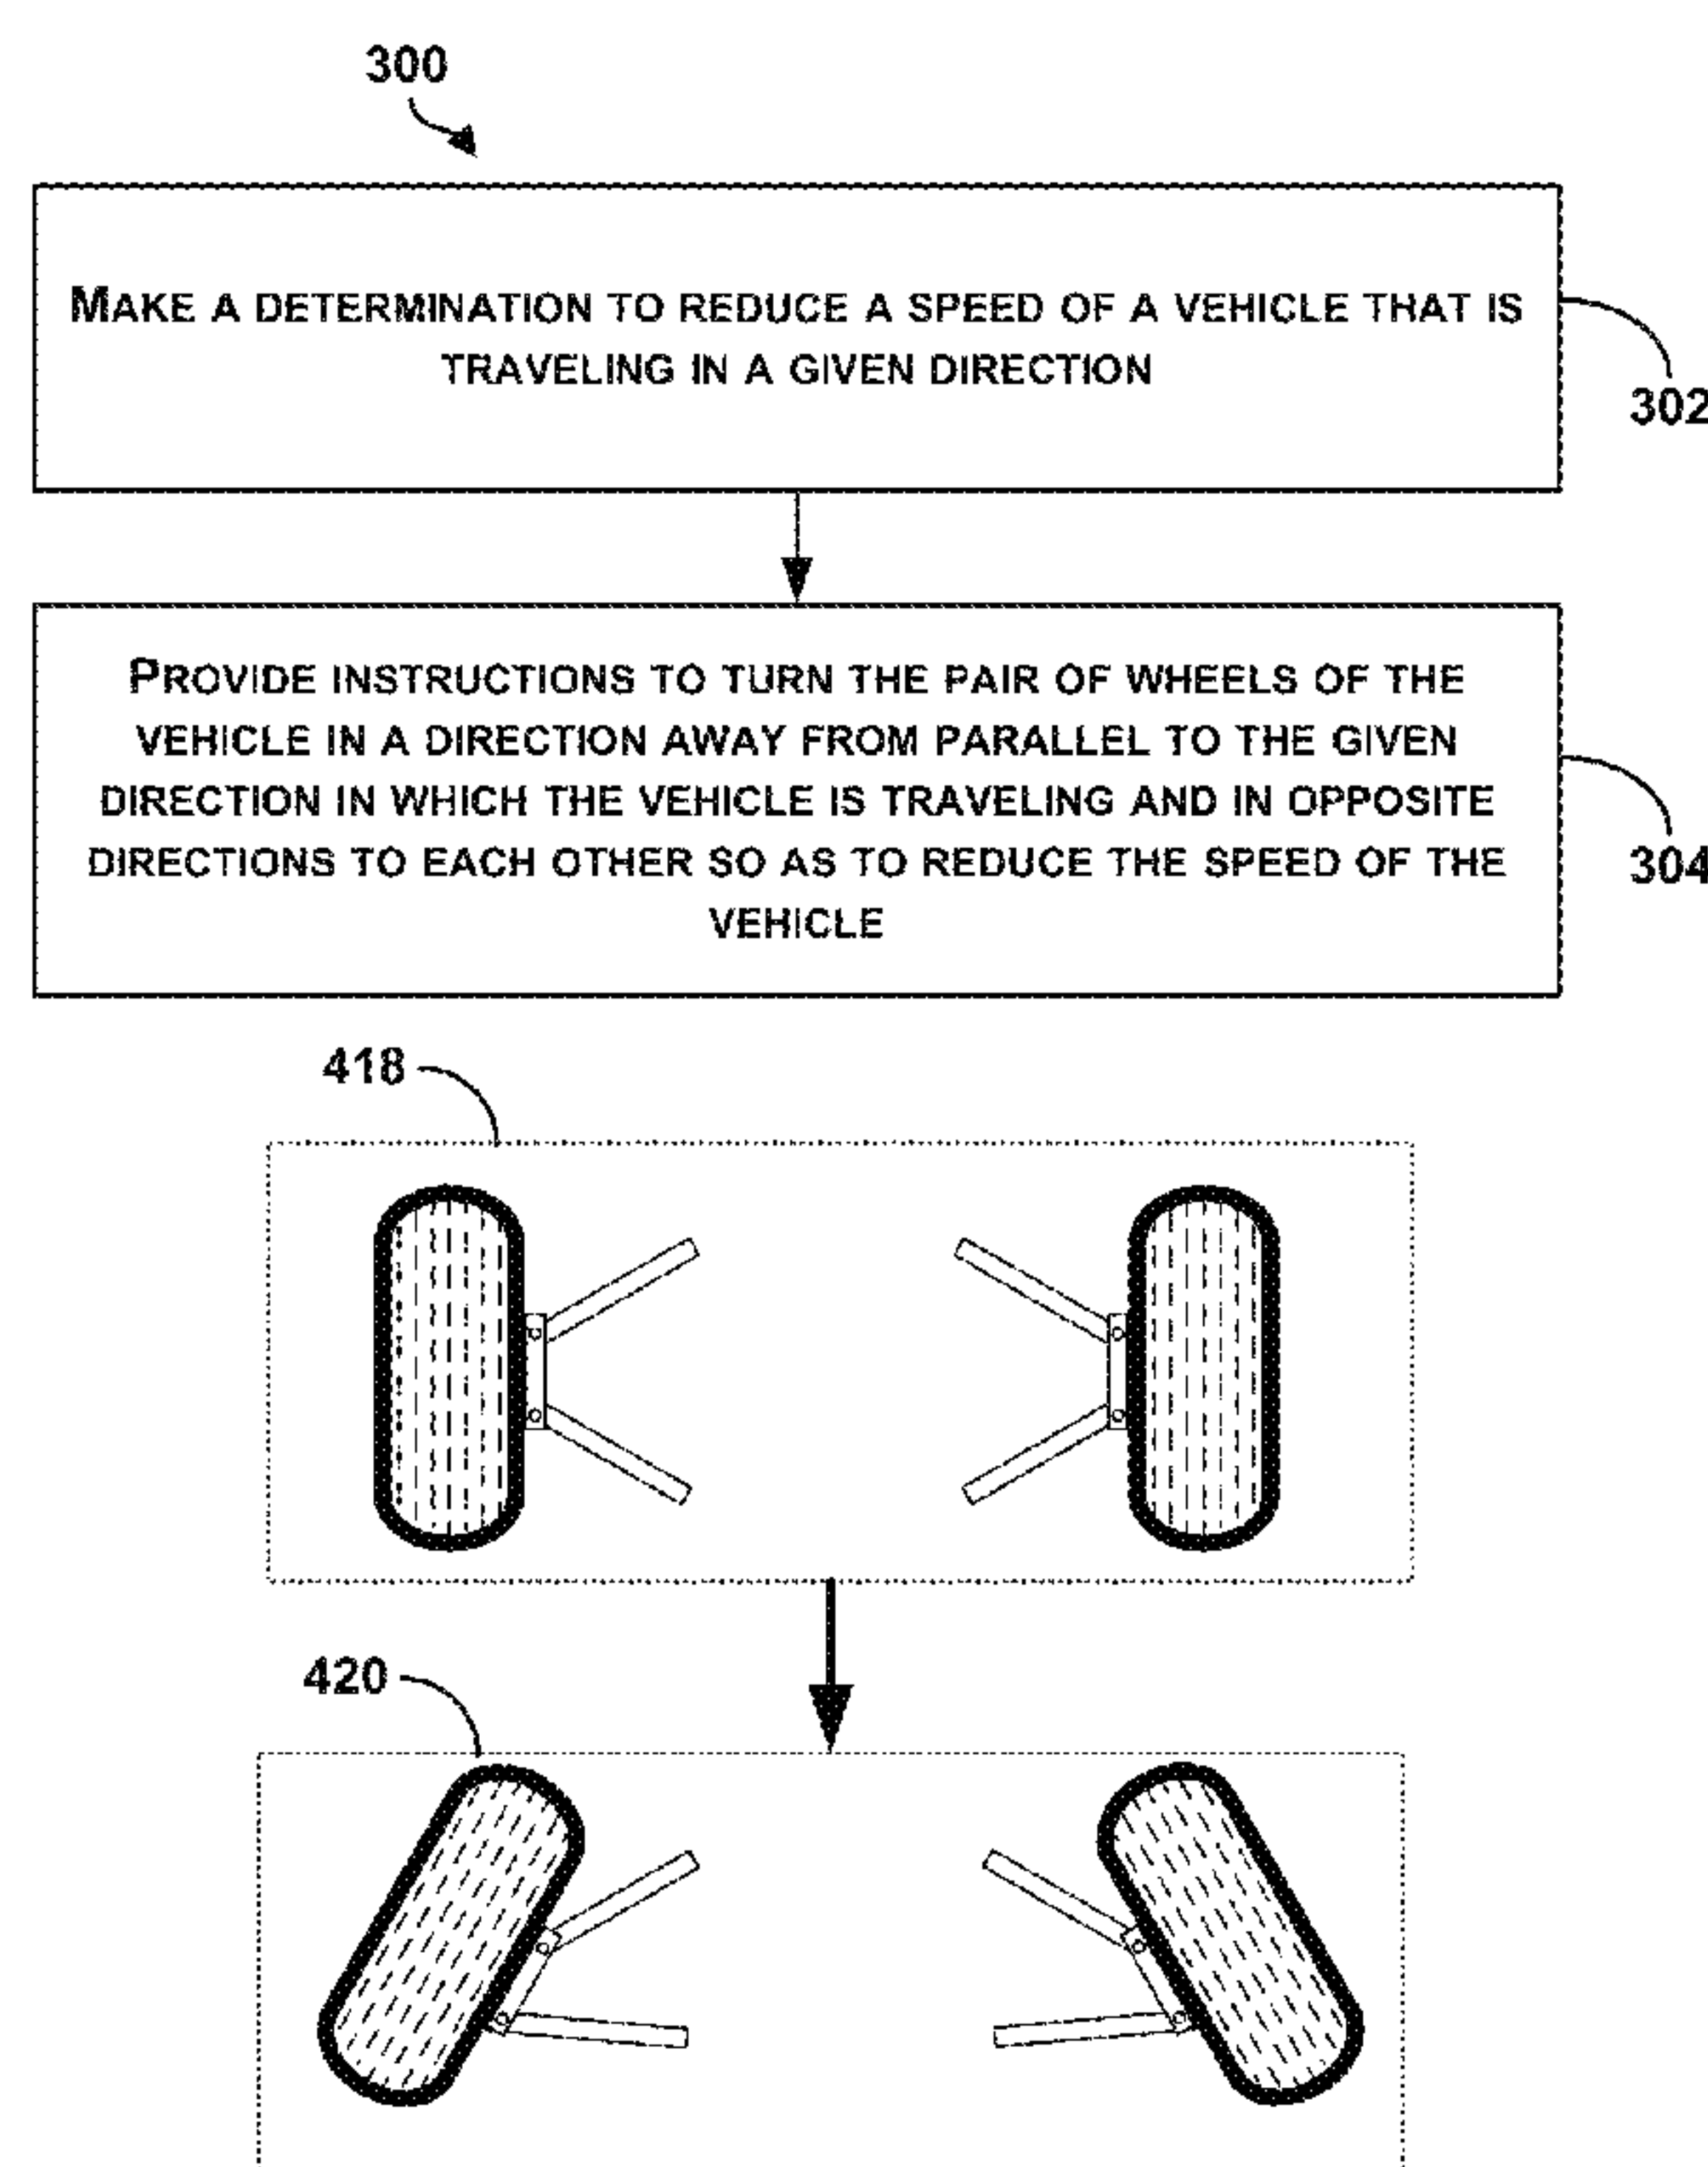 300
MAKE A DETERMINATION TO REDUCE A SPEED OF A VEHICLE THAT IS
TRAVELING IN A GIVEN DIRECTION
302
PROVIDE INSTRUCTIONS TO TURN THE PAIR OF WHEELS OF THE
VEHICLE IN A DIRECTION AWAY FROM PARALLEL TO THE GIVEN
DIRECTION IN WHICH THE VEHICLE IS TRAVELING AND IN OPPOSITE
DIRECTIONS TO EACH OTHER SO AS TO REDUCE THE SPEED OF THE
VEHICLE
304
418
420